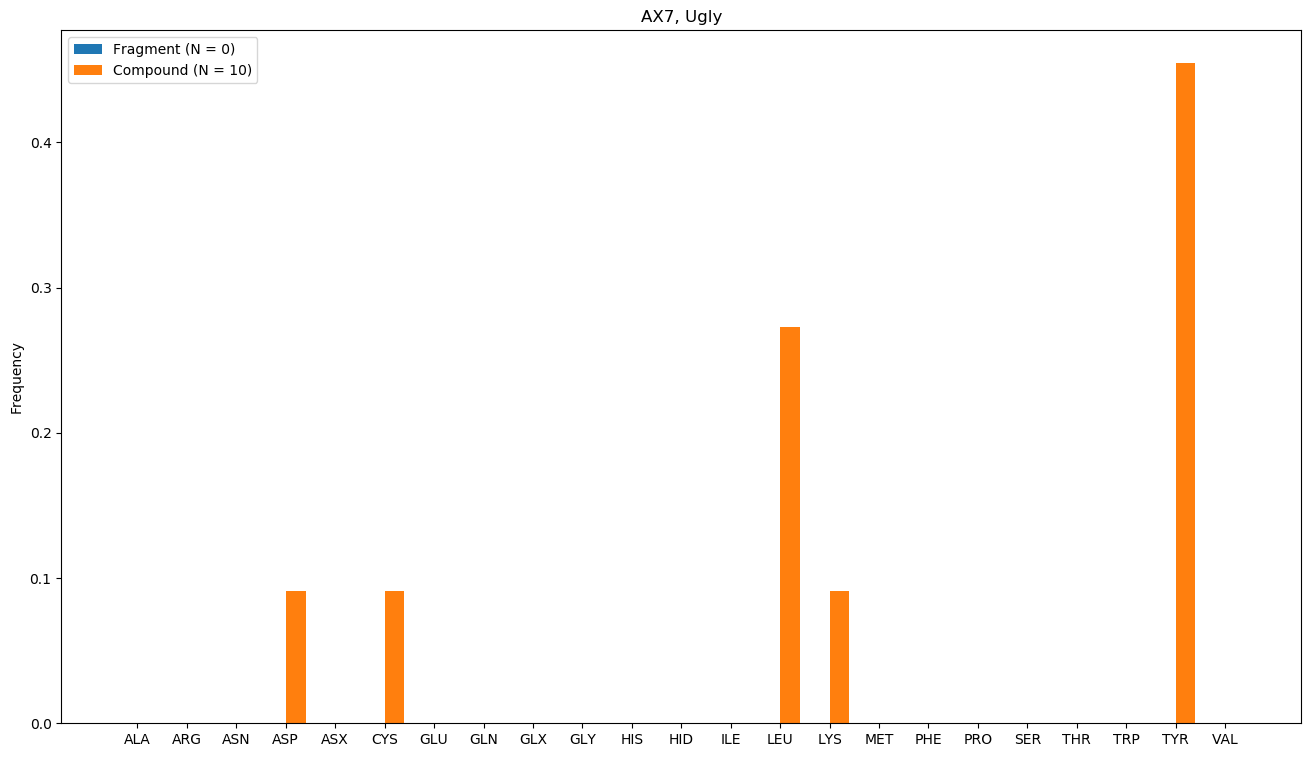 AX7, Ugly
Fragment (N = 0)
Compound (N = 10)
Frequency
0.4
0.3
0.2
0.1
0.0
ALA ARG ASN ASP ASX CYS GLU GLN GLX GLY HIS HID ILE LEU LYS MET PHE PRO SER THR TRP TYR VAL